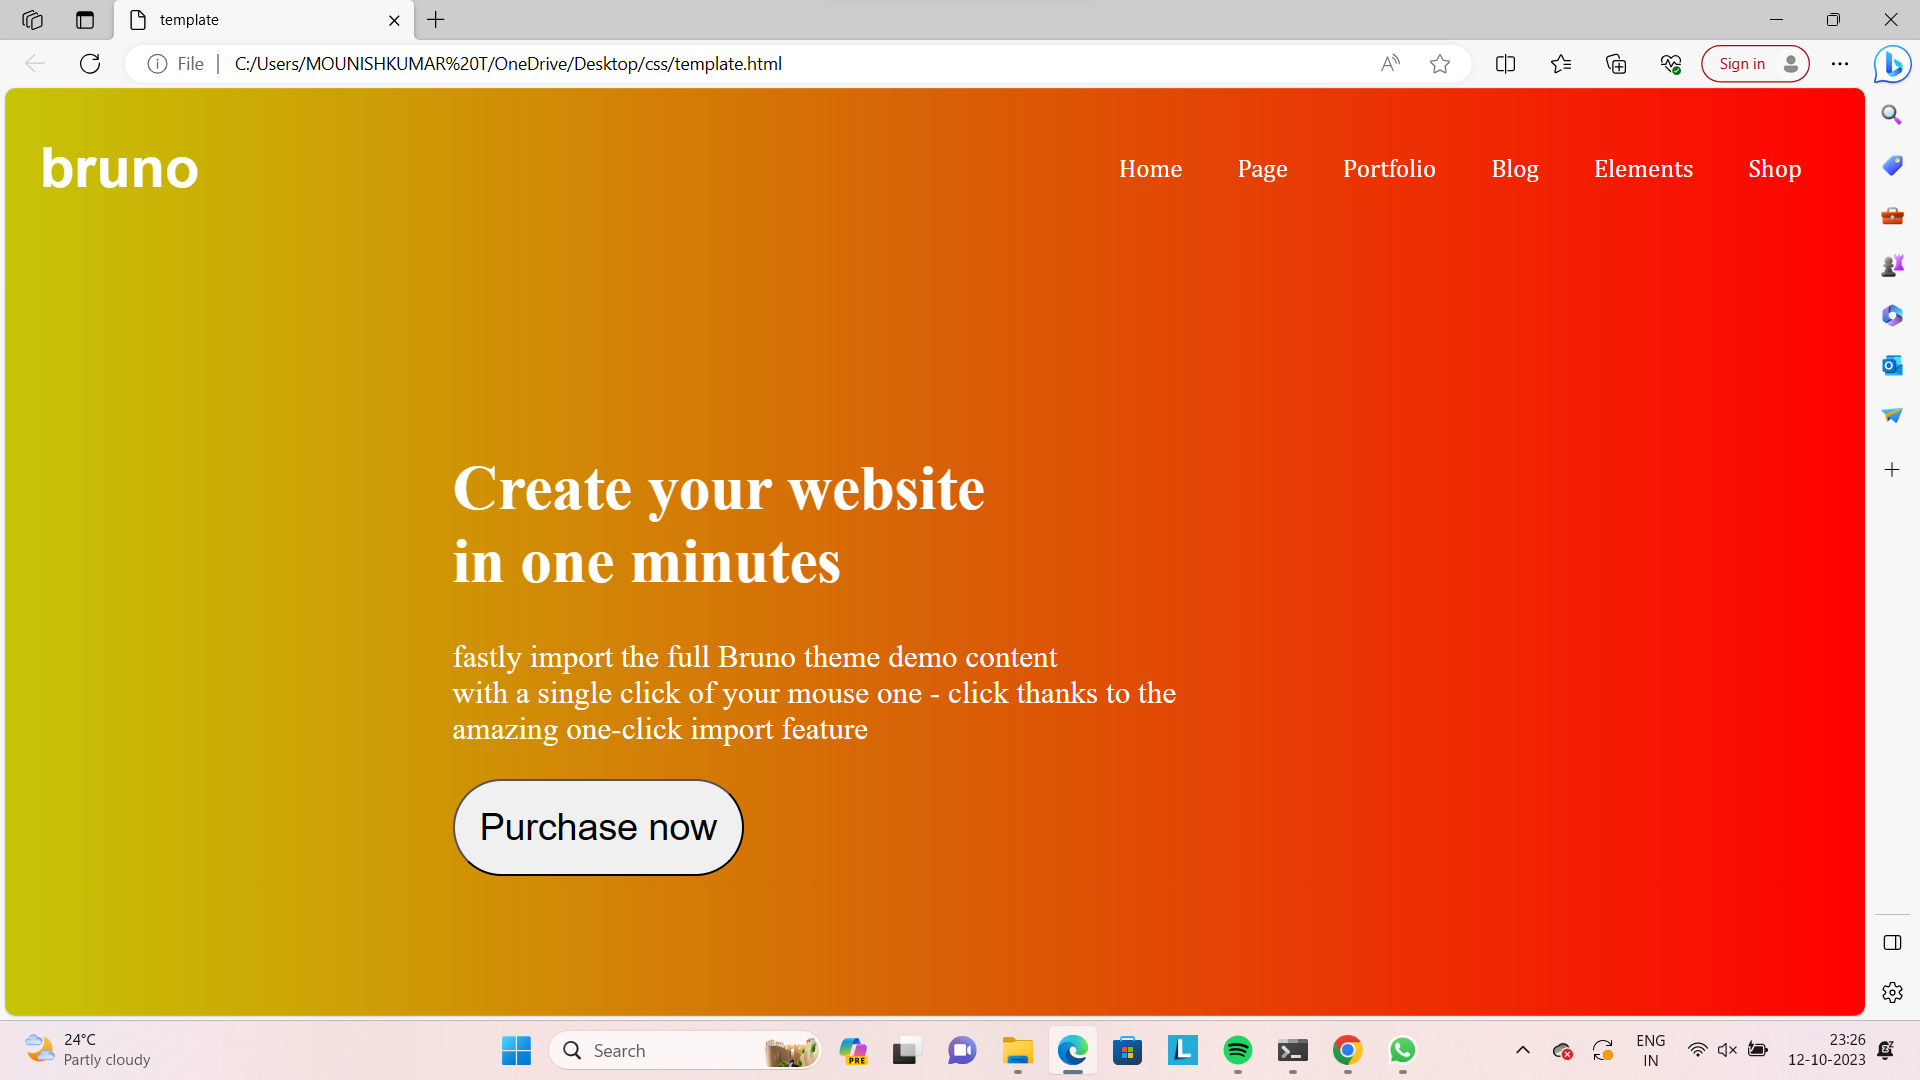 template
File
C:/Users/MOUNISHKUMAR%20T/OneDrive/Desktop/css/template.html
Sign in
bruno
Home Page Portfolio Blog Elements Shop
Create your website
in one minutes
fastly import the full Bruno theme demo content
with a single click of your mouse one - click thanks to the
amazing one-click import feature
Purchase now
24°C
Partly cloudy
Search
PRE
L
ENG
IN
23:26
12-10-2023